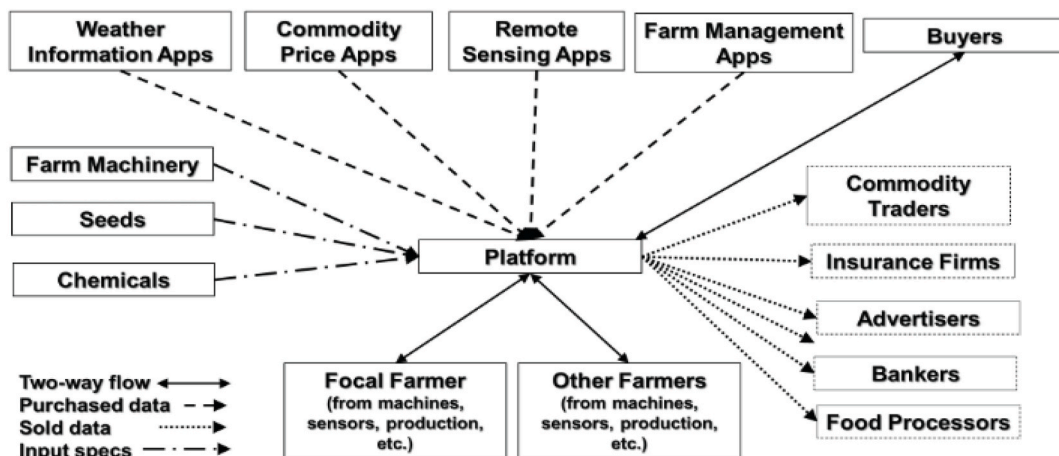 Weather
Information Apps
Commodity
Price Apps
Remote
Sensing Apps
Farm Management
Apps
Buyers
Farm Machinery
Seeds
Chemicals
Platform
Commodity
Traders
Insurance Firms
Advertisers
Bankers
Food Processors
Focal Farmer
(from machines,
sensors, production,
etc.)
Other Farmers
(from machines,
sensors, production,
etc.)
Two-way flow
Purchased data
Sold data
Input specs